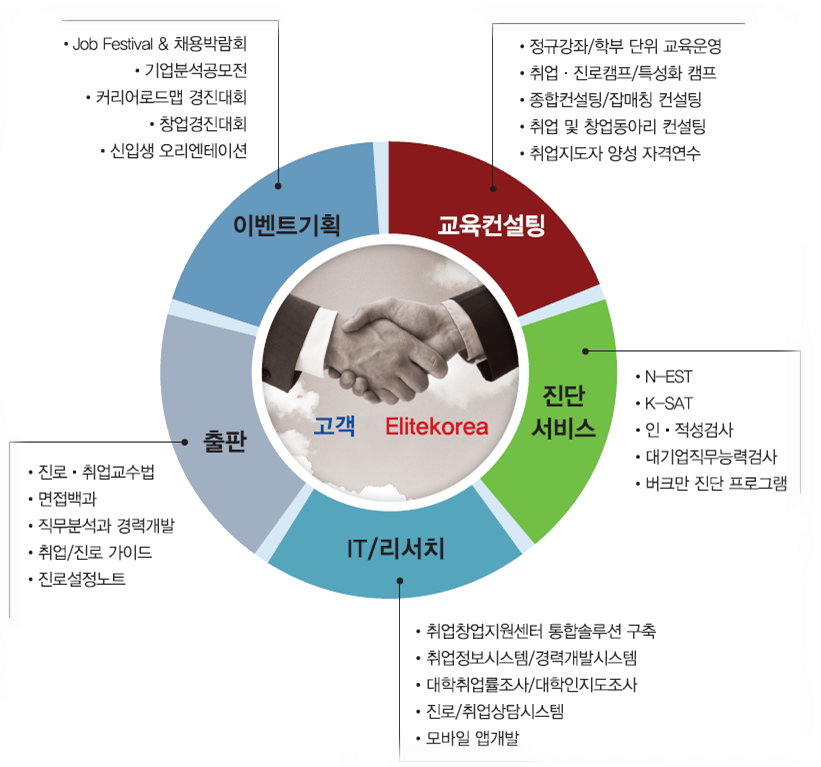 • Job Festival & 채용박람회
• 기업분석공모전
• 커리어로드맵 경진대회
• 창업경진대회
• 신입생 오리엔테이션
• 정규강좌/학부 단위 교육운영
• 취업 · 진로캠프/특성화 캠프
• 종합컨설팅/잡매칭 컨설팅
• 취업 및 창업동아리 컨설팅
• 취업지도자 양성 자격연수
이벤트기획
교육컨설팅
진단
서비스
• N-EST
• K-SAT
• 인 · 적성검사
• 대기업직무능력검사
• 버크만 진단 프로그램
고객
Elitekorea
출판
• 진로 · 취업교수법
• 면접백과
• 직무분석과 경력개발
• 취업/진로 가이드
• 진로설정노트
IT/리서치
• 취업창업지원센터 통합솔루션 구축
• 취업정보시스템/경력개발시스템
• 대학취업률조사/대학인지도조사
• 진로/취업상담시스템
• 모바일 앱개발